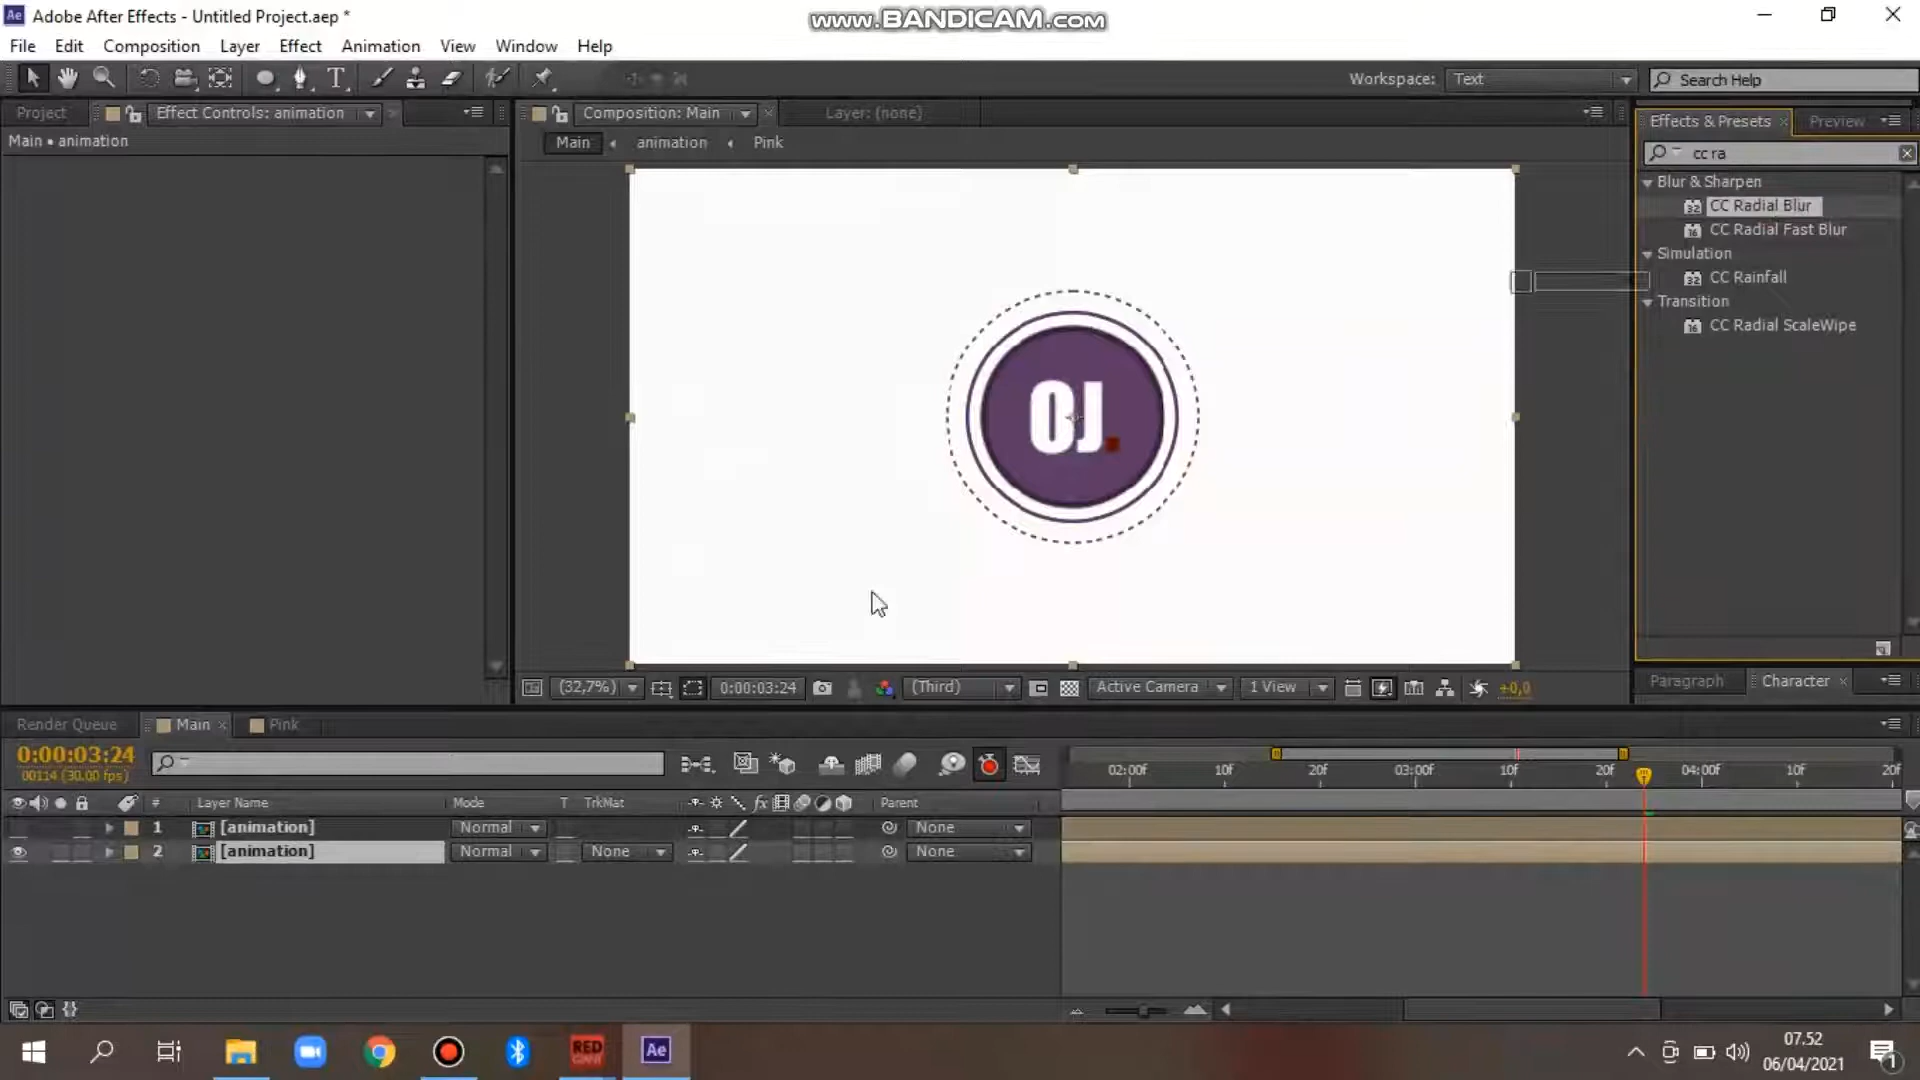 Adobe After Effects - Untitled Project.aep *
www.BANDICAM.com
File Edit Composition Layer Effect Animation View Window Help
Workspace: Text
Search Help
Project
Effect Controls: animation
Composition: Main
Layer: (none)
Effects & Presets
Preview
Main • animation
Main animation Pink
cc ra
Blur & Sharpen
CC Radial Blur
CC Radial Fast Blur
Simulation
CC Rainfall
Transition
CC Radial ScaleWipe
OJ.
(32,7%)
0:00:03:24
(Third)
Active Camera
1 View
+0,0
Paragraph
Character
Render Queue
Main
Pink
0:00:03:24
00114 (30.00 fps)
02:00f 10f 20f 03:00f 10f 20f 04:00f 10f 20f
# Layer Name Mode T TrkMat fx Parent
1 [animation] Normal None
2 [animation] Normal None None
RED
Ae
07.52
06/04/2021
1